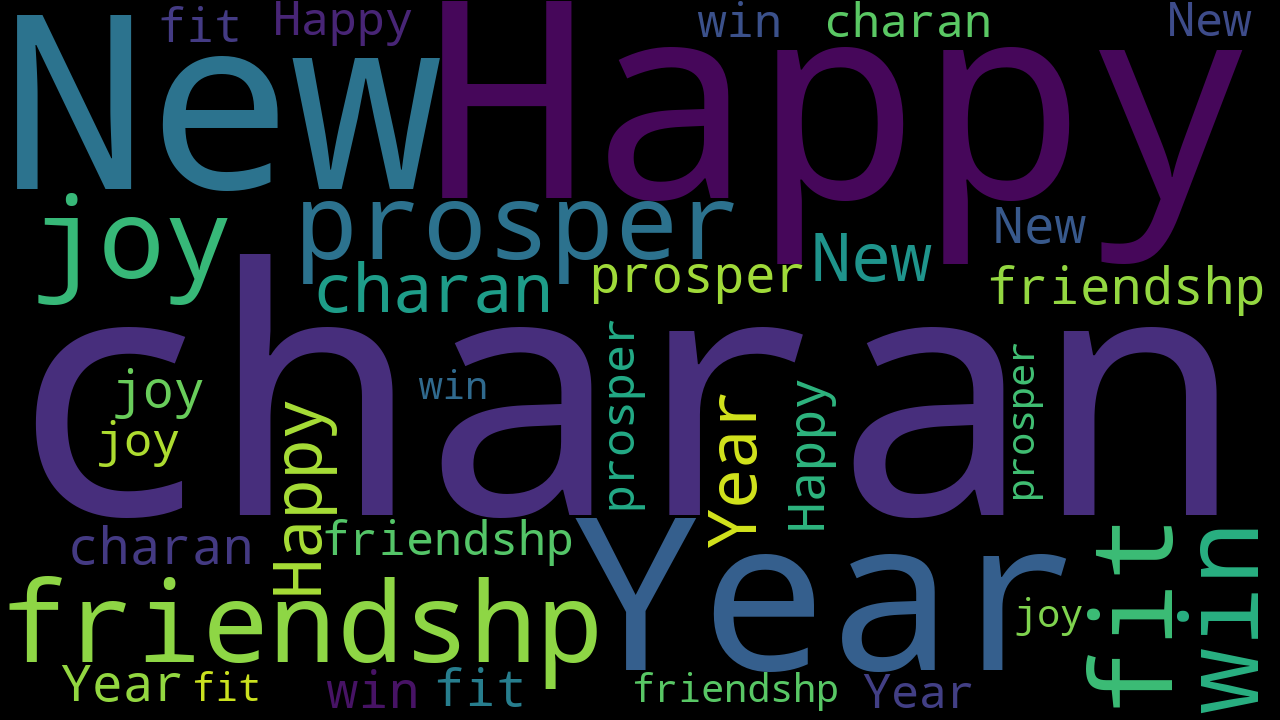 fit Happy win charan New
New Happy
joy prosper New New
charan prosper friendshp
charan
joy win prosper Year Happy prosper
joy Happy
charan friendshp Year fit win
friendshp joy
Year fit win fit friendshp Year